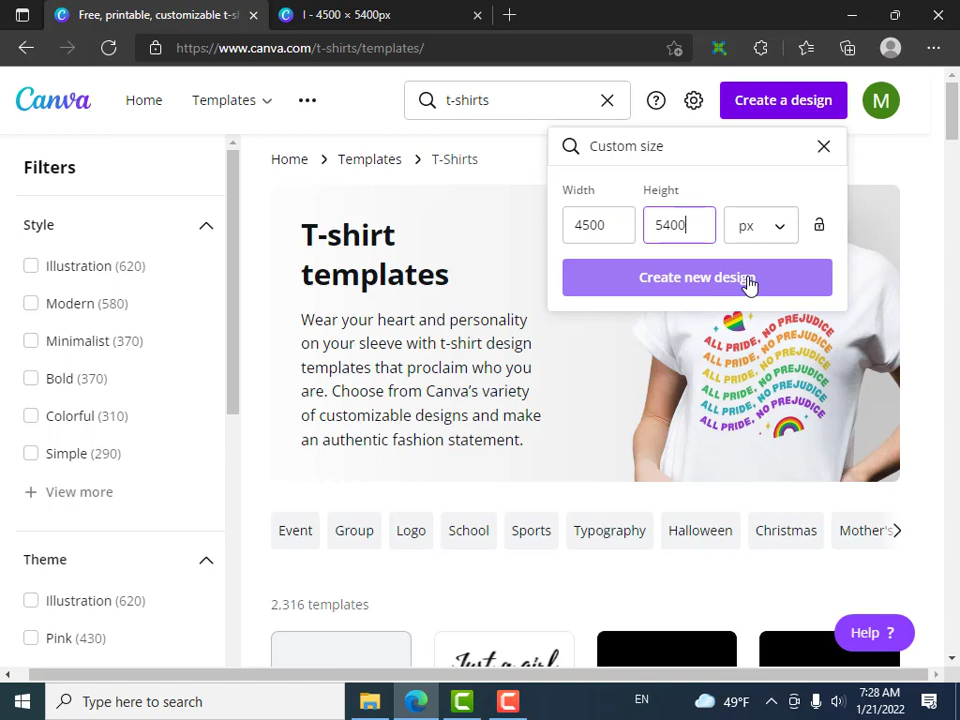 Free, printable, customizable t-sh
l - 4500 × 5400px
https://www.canva.com/t-shirts/templates/
Canva
Home
Templates
t-shirts
Create a design
M
Custom size
Width
Height
4500
5400
px
Create new design
Filters
Style
Illustration (620)
Modern (580)
Minimalist (370)
Bold (370)
Colorful (310)
Simple (290)
View more
Theme
Illustration (620)
Pink (430)
Home
Templates
T-Shirts
T-shirt
templates
Wear your heart and personality
on your sleeve with t-shirt design
templates that proclaim who you
are. Choose from Canva's variety
of customizable designs and make
an authentic fashion statement.
ALL PRIDE, NO PREJUDICE
ALL PRIDE, NO PREJUDICE
ALL PRIDE, NO PREJUDICE
ALL PRIDE, NO PREJUDICE
ALL PRIDE, NO PREJUDICE
ALL PRIDE, NO PREJUDICE
Event
Group
Logo
School
Sports
Typography
Halloween
Christmas
Mother's
2,316 templates
Just a girl
Help ?
Type here to search
49°F
EN
7:28 AM
1/21/2022